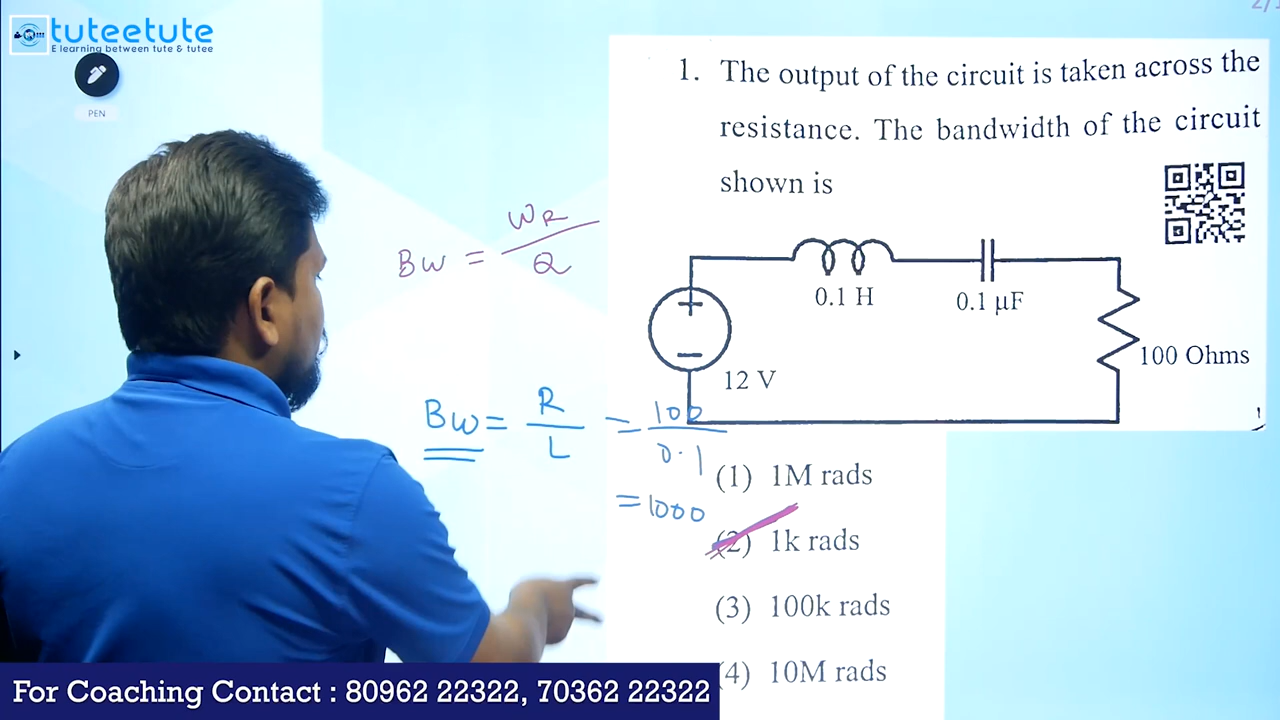 tuteetute
E learning between tute & tutee
PEN
1. The output of the circuit is taken across the
resistance. The bandwidth of the circuit
shown is
BW = WR/Q
0.1 H
0.1 μF
100 Ohms
12 V
BW = R/L = 100/0.1
= 1000
(1) 1M rads
(2) 1k rads
(3) 100k rads
(4) 10M rads
For Coaching Contact : 80962 22322, 70362 22322